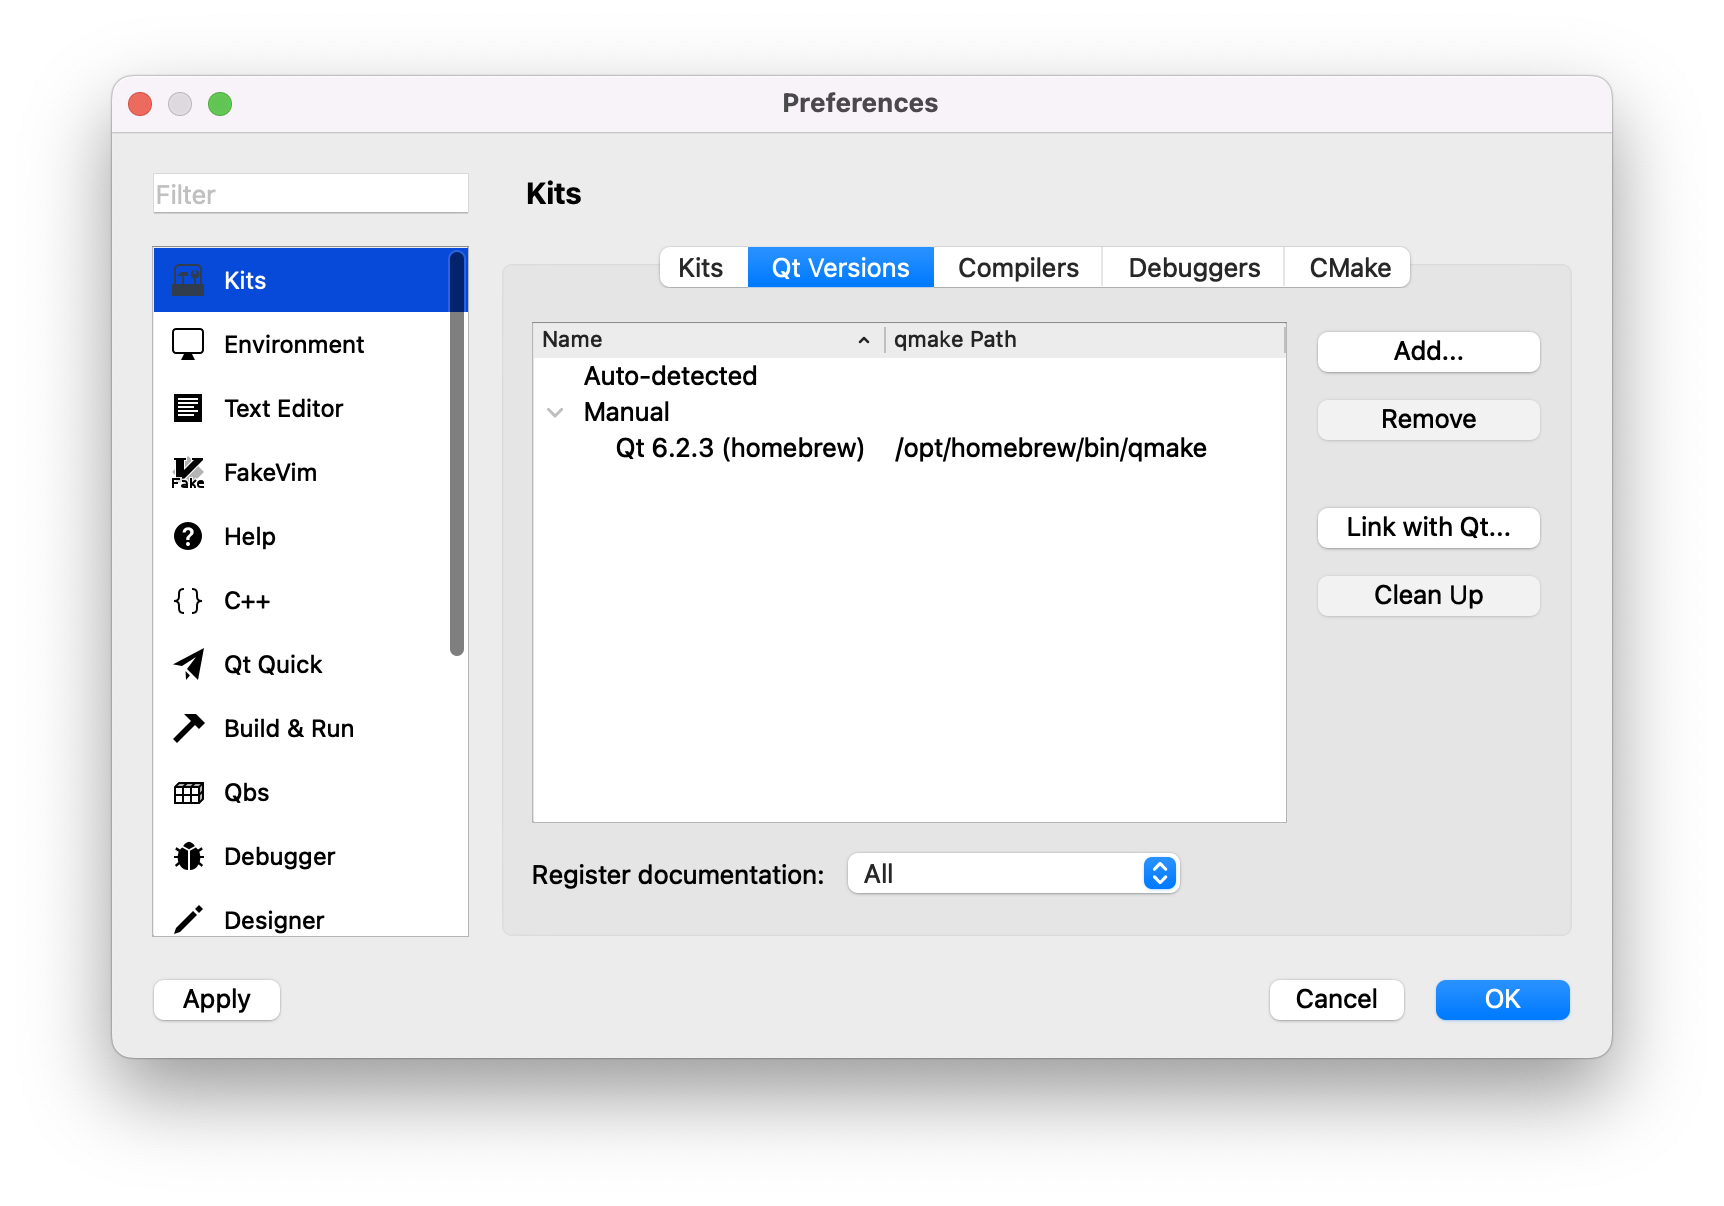 Preferences
Filter
Kits
Environment
Text Editor
Fake
FakeVim
Help
C++
Qt Quick
Build & Run
Qbs
Debugger
Designer
Kits
Kits Qt Versions Compilers Debuggers CMake
Name qmake Path
Auto-detected
Manual
Qt 6.2.3 (homebrew) /opt/homebrew/bin/qmake
Add...
Remove
Link with Qt...
Clean Up
Register documentation: All
Apply Cancel OK